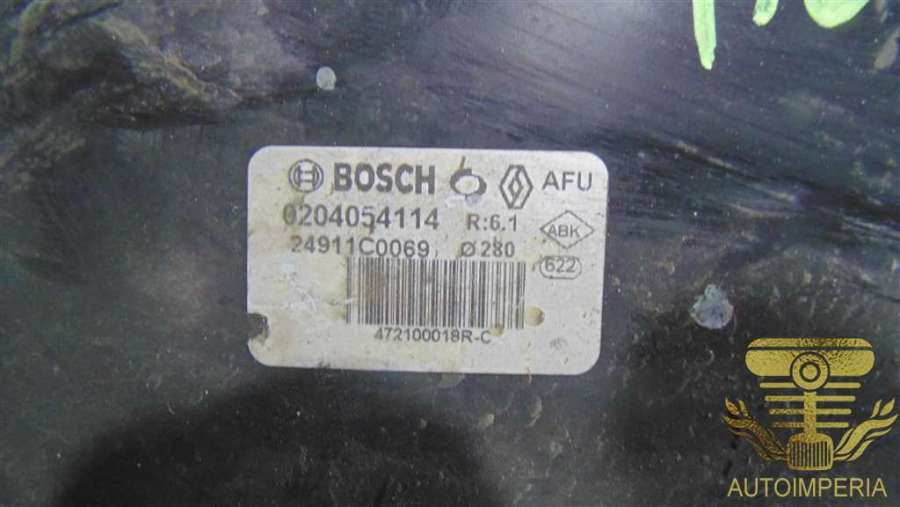 BOSCH AFU
0204054114 R:6.1
ABK
24911C0069, Ø280
622
472100018R-C
AUTOIMPERIA